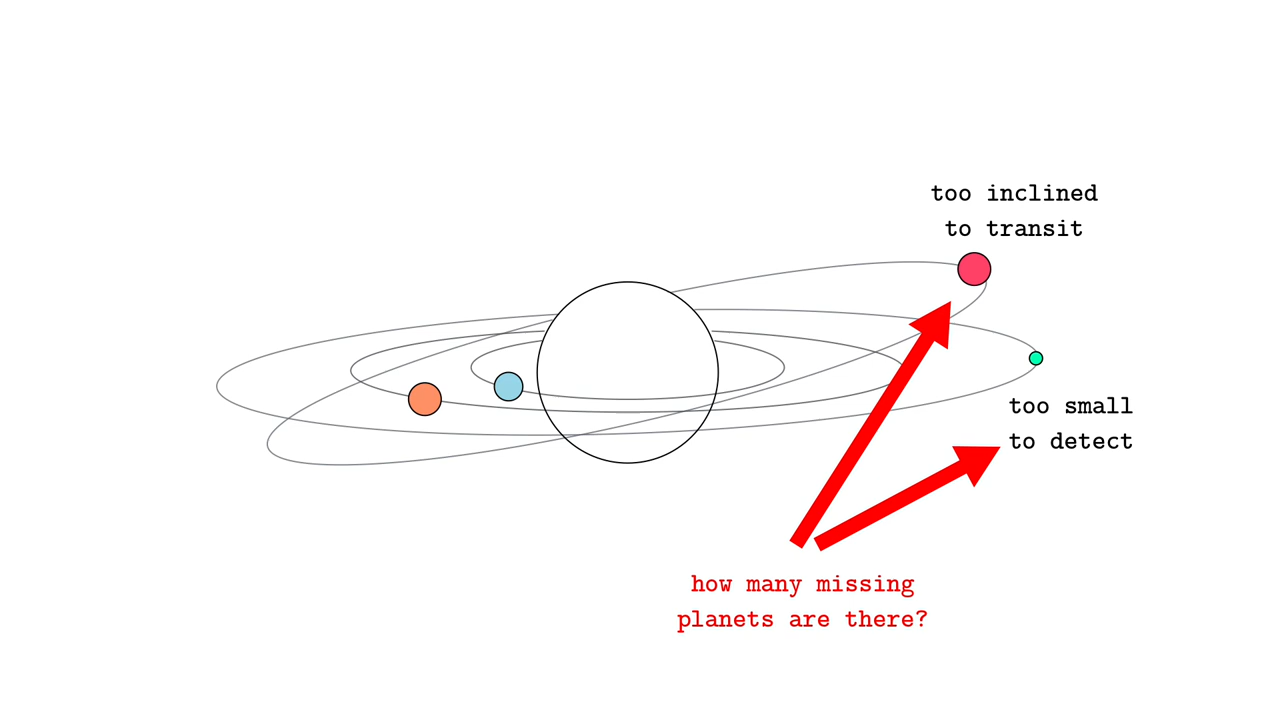 too inclined
to transit
too small
to detect
how many missing
planets are there?